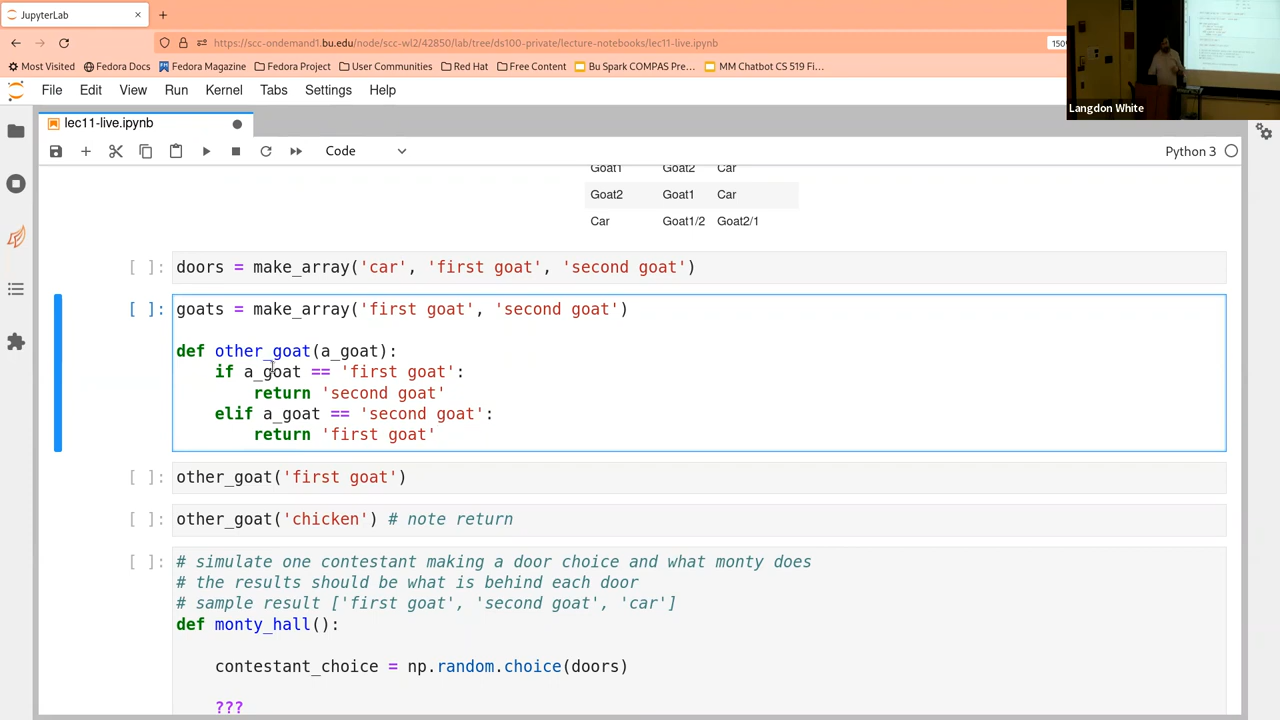 JupyterLab
https://scc-ondemand1.bu.edu/node/scc-wl2/42850/lab/tree/ds100-private/lecture-notebooks/lec11-live.ipynb
150%
Most Visited Fedora Docs Fedora Magazine Fedora Project User Communities Red Hat Free Content Bu Spark COMPAS Pre… MM Chatbot CS 519 Fi…
Langdon White
File Edit View Run Kernel Tabs Settings Help
lec11-live.ipynb
Code
Python 3
Goat1 Goat2 Car
Goat2 Goat1 Car
Car Goat1/2 Goat2/1
[ ]: doors = make_array('car', 'first goat', 'second goat')
[ ]: goats = make_array('first goat', 'second goat')
def other_goat(a_goat):
if a_goat == 'first goat':
return 'second goat'
elif a_goat == 'second goat':
return 'first goat'
[ ]: other_goat('first goat')
[ ]: other_goat('chicken') # note return
[ ]: # simulate one contestant making a door choice and what monty does
# the results should be what is behind each door
# sample result ['first goat', 'second goat', 'car']
def monty_hall():
contestant_choice = np.random.choice(doors)
???